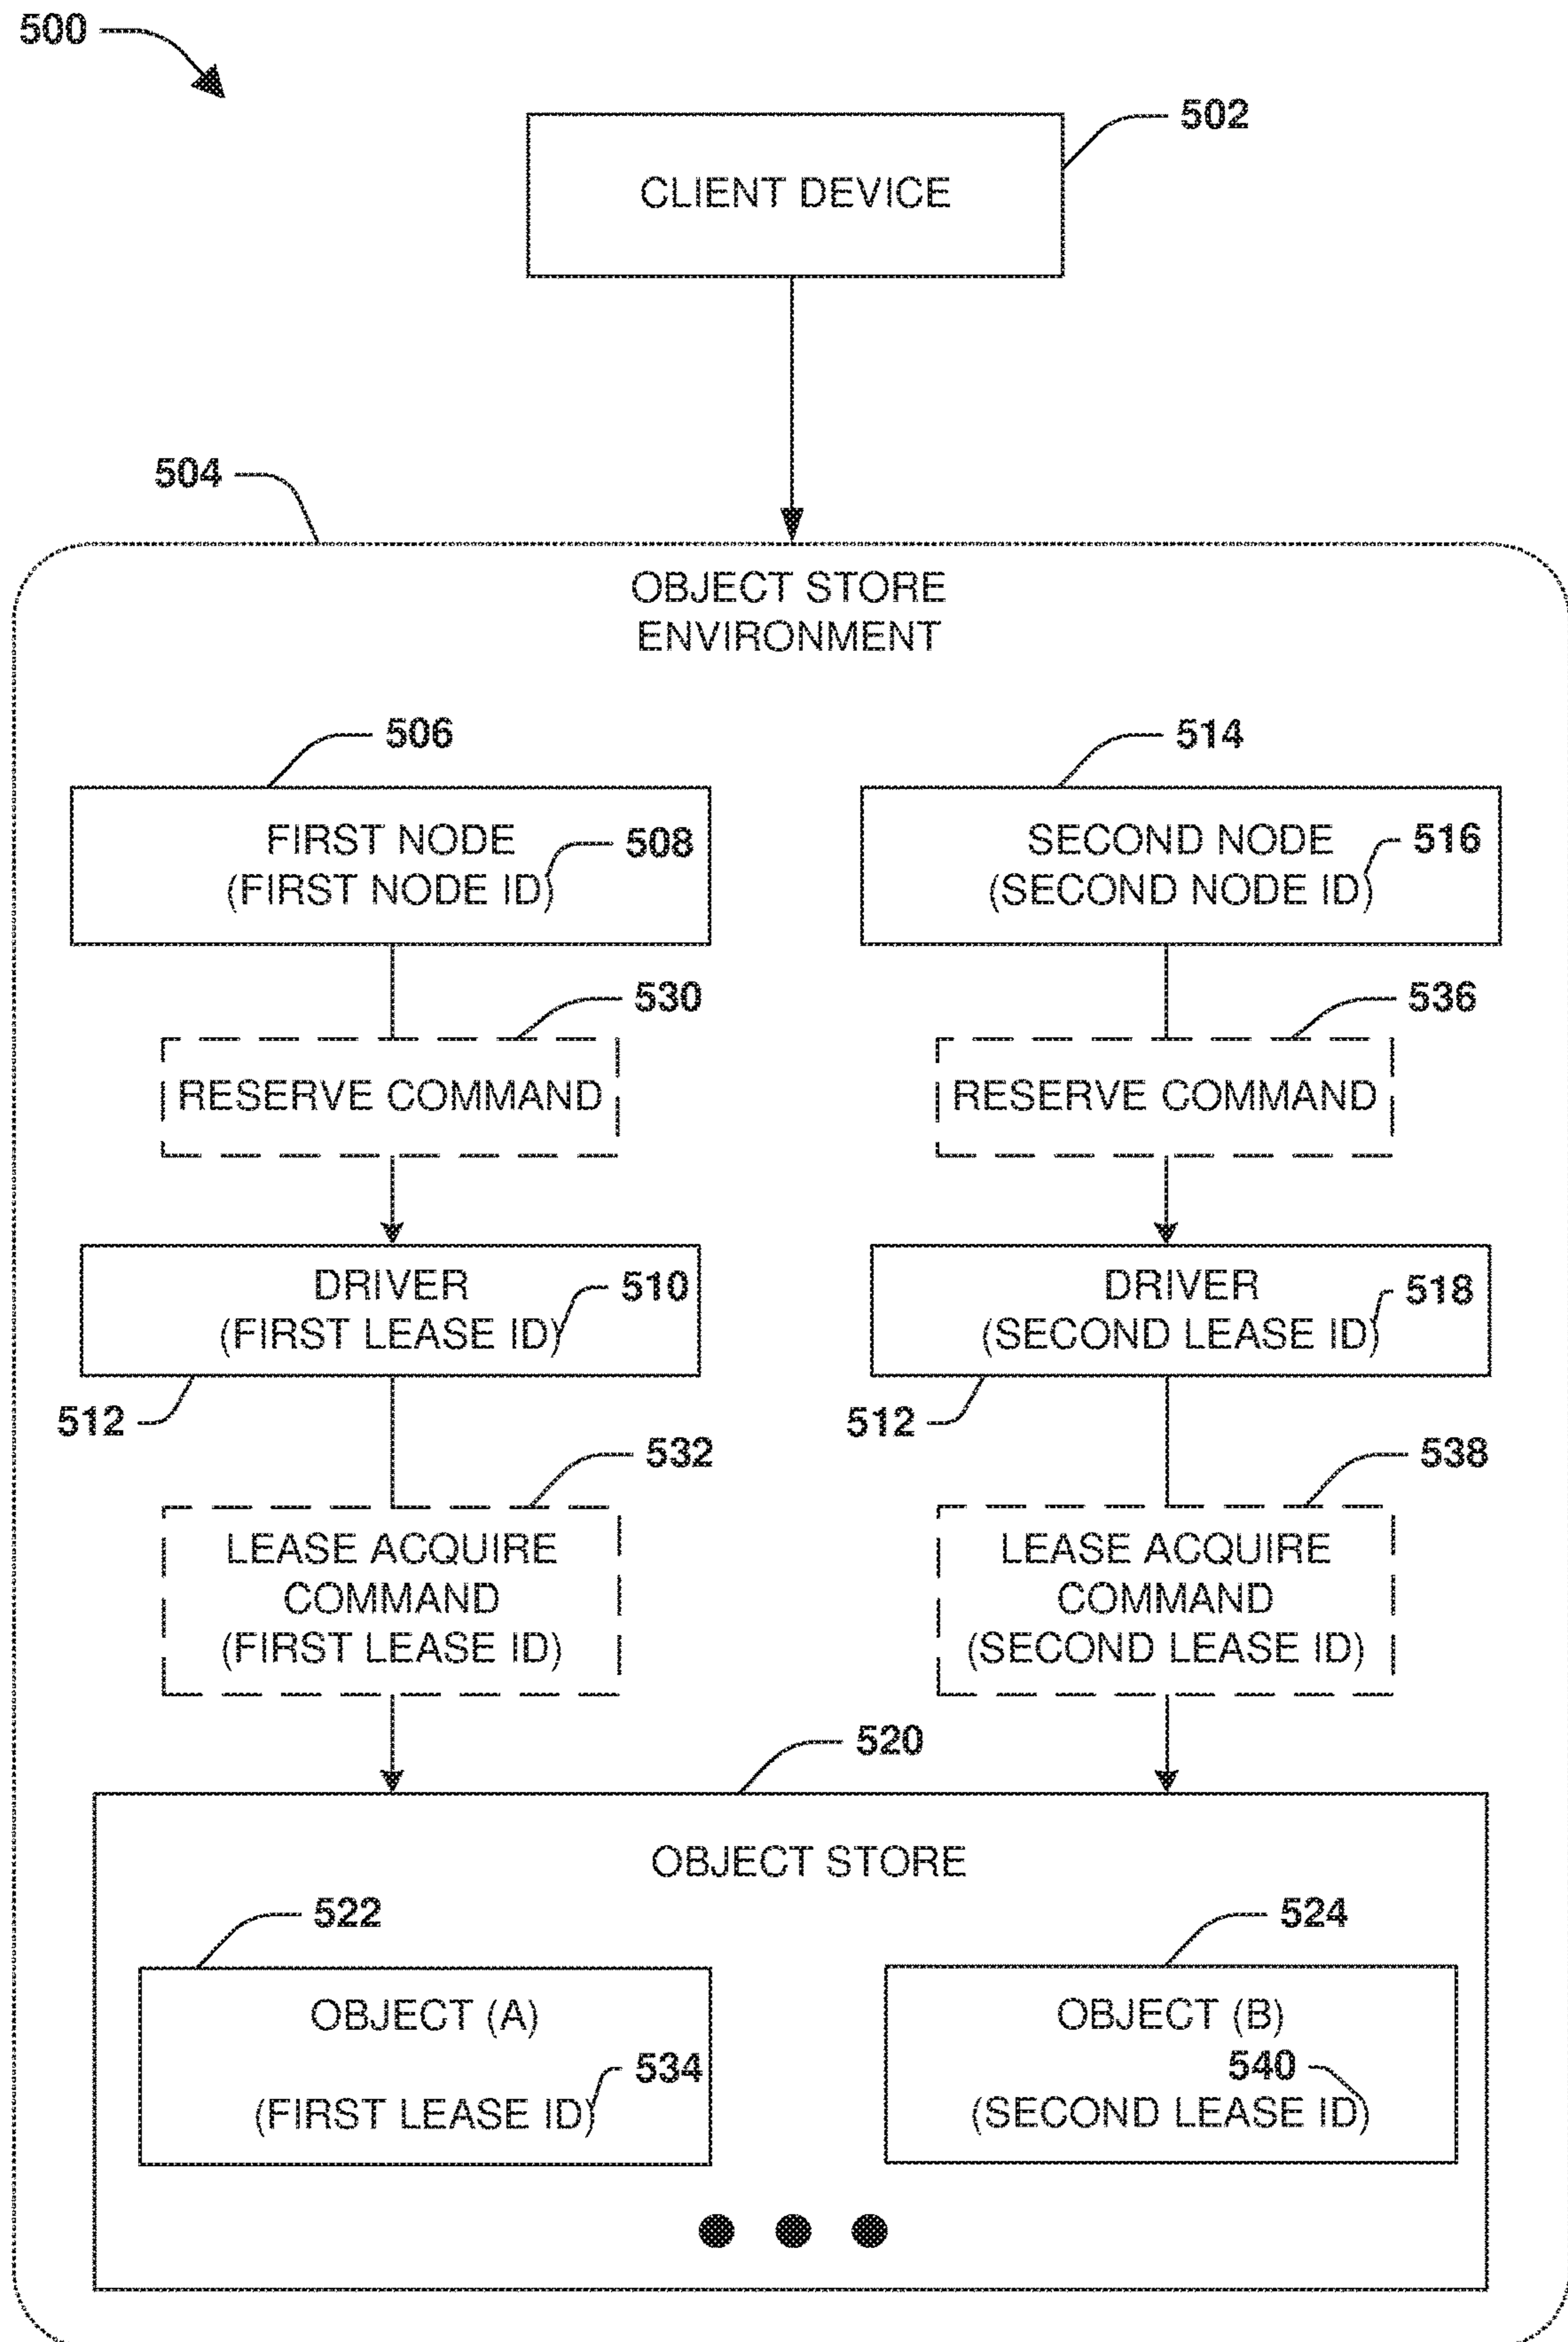 500
502
CLIENT DEVICE
504
OBJECT STORE
ENVIRONMENT
506
FIRST NODE
508
(FIRST NODE ID)
514
SECOND NODE
516
(SECOND NODE ID)
530
RESERVE COMMAND
536
RESERVE COMMAND
DRIVER
510
(FIRST LEASE ID)
512
DRIVER
518
(SECOND LEASE ID)
512
532
LEASE ACQUIRE
COMMAND
(FIRST LEASE ID)
538
LEASE ACQUIRE
COMMAND
(SECOND LEASE ID)
520
OBJECT STORE
522
OBJECT (A)
534
(FIRST LEASE ID)
524
OBJECT (B)
540
(SECOND LEASE ID)